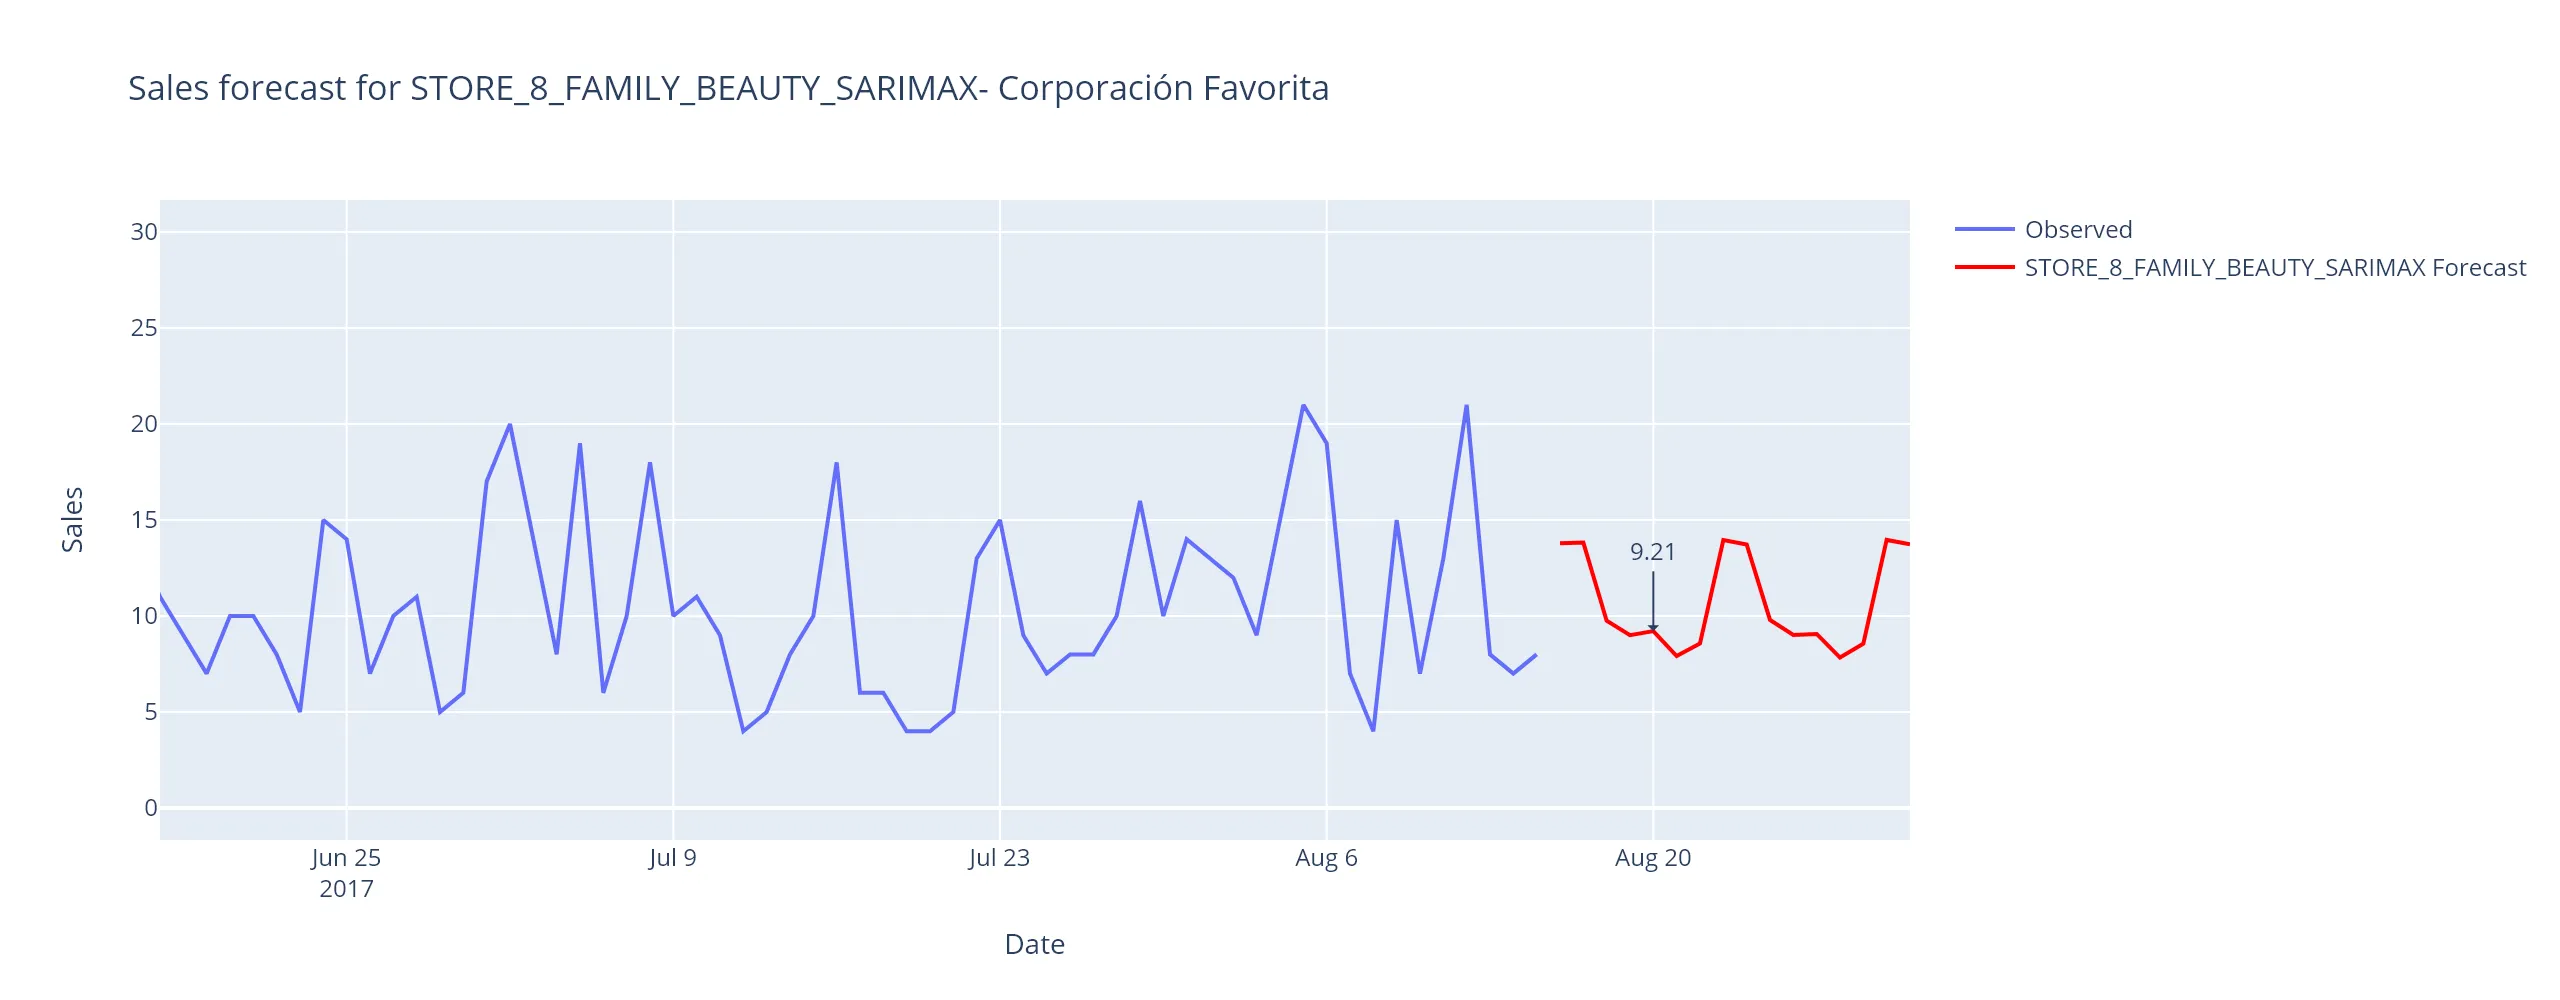 Sales forecast for STORE_8_FAMILY_BEAUTY_SARIMAX- Corporación Favorita
Observed
STORE_8_FAMILY_BEAUTY_SARIMAX Forecast
30
25
20
15
10
5
0
Sales
9.21
Jun 25
2017
Jul 9
Jul 23
Aug 6
Aug 20
Date